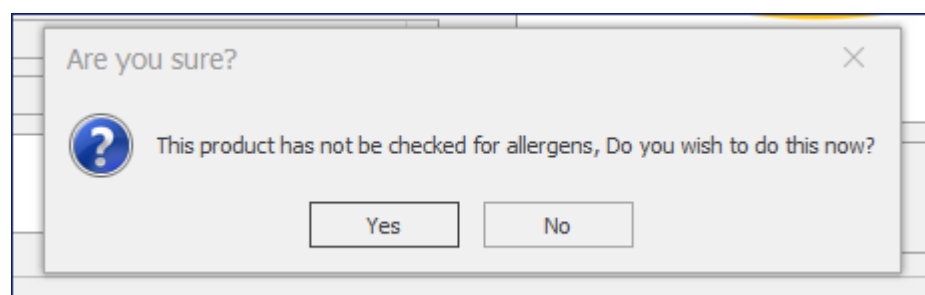 Are you sure?
This product has not be checked for allergens, Do you wish to do this now?
Yes
No